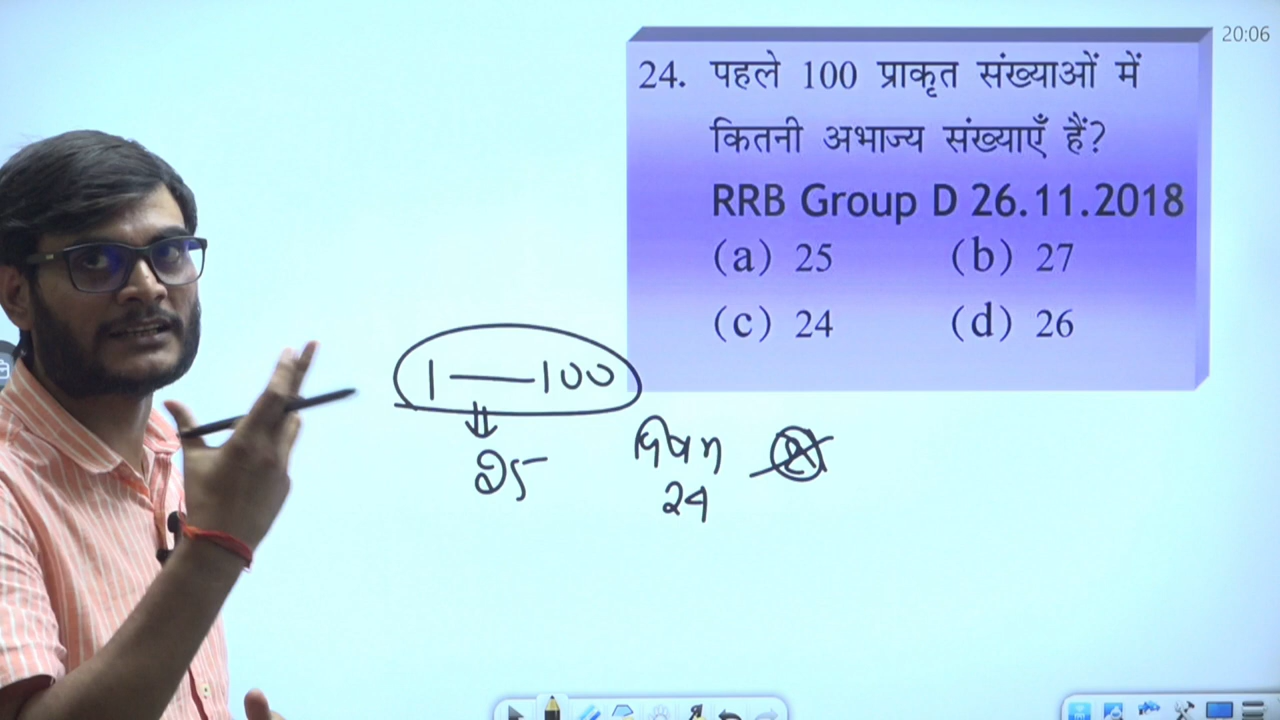 20:06
24. पहले 100 प्राकृत संख्याओं में
कितनी अभाज्य संख्याएँ हैं?
RRB Group D 26.11.2018
(a) 25 (b) 27
(c) 24 (d) 26
1 — 100
25
विषम 2
24